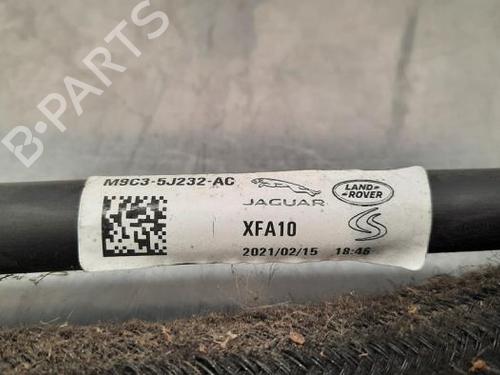 B-PARTS
M9C3-5J232-AC
JAGUAR
LAND
ROVER
XFA10
2021/02/15 18:46